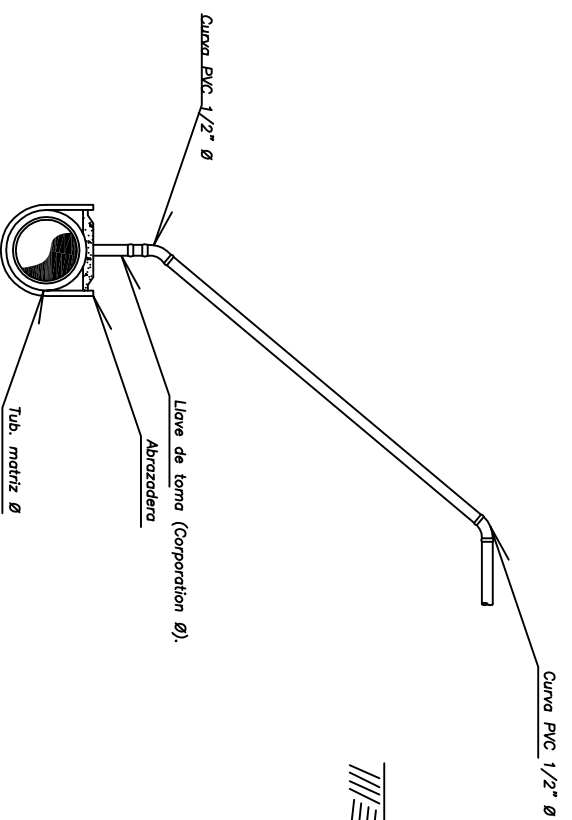 Curva PVC 1/2" Ø
Curva PVC 1/2" Ø
Llave de toma (Corporation Ø).
Abrazadera
Tub. matriz Ø